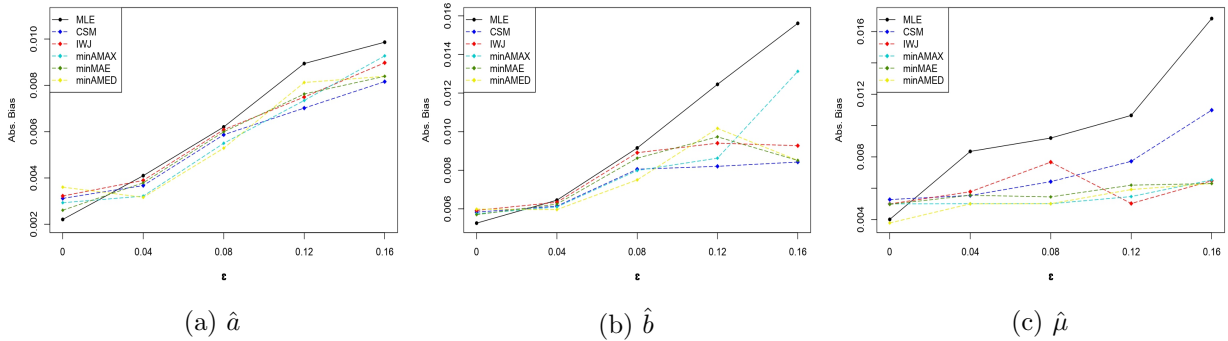 MLE
CSM
IWJ
minAMAX
minMAE
minAMED
Abs. Bias
0.002 0.004 0.006 0.008 0.010
0 0.04 0.08 0.12 0.16
ε
(a) â
MLE
CSM
IWJ
minAMAX
minMAE
minAMED
Abs. Bias
0.006 0.008 0.010 0.012 0.014 0.016
0 0.04 0.08 0.12 0.16
ε
(b) b̂
MLE
CSM
IWJ
minAMAX
minMAE
minAMED
Abs. Bias
0.004 0.008 0.012 0.016
0 0.04 0.08 0.12 0.16
ε
(c) μ̂